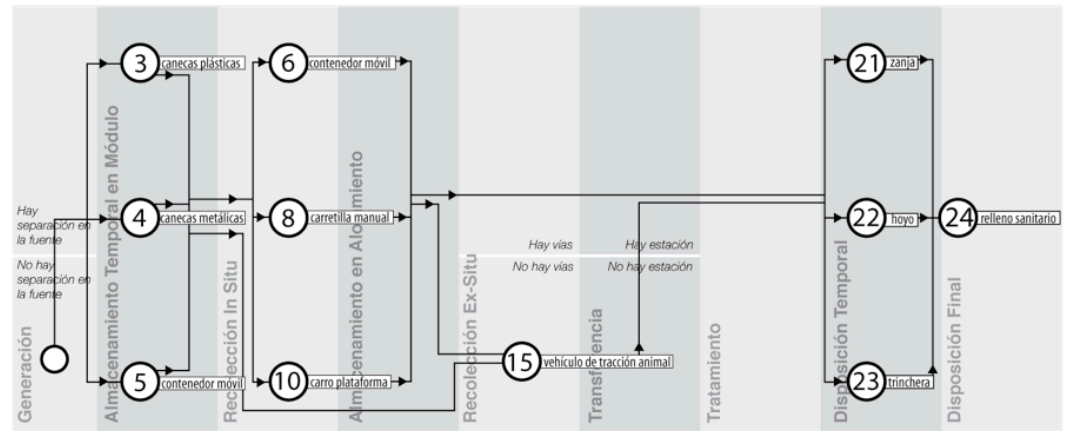 3 canecas plásticas
6 contenedor móvil
21 zanja
Hay
separación en
la fuente
4 canecas metálicas
8 carretilla manual
22 hoyo
24 relleno sanitario
Hay vías
Hay estación
No hay
separación en
la fuente
No hay vías
No hay estación
15 vehículo de tracción animal
5 contenedor móvil
10 carro plataforma
23 trinchera
Generación
Almacenamiento Temporal en Módulo
Recolección In Situ
Almacenamiento en Alojamiento
Recolección Ex-Situ
Transferencia
Tratamiento
Disposición Temporal
Disposición Final